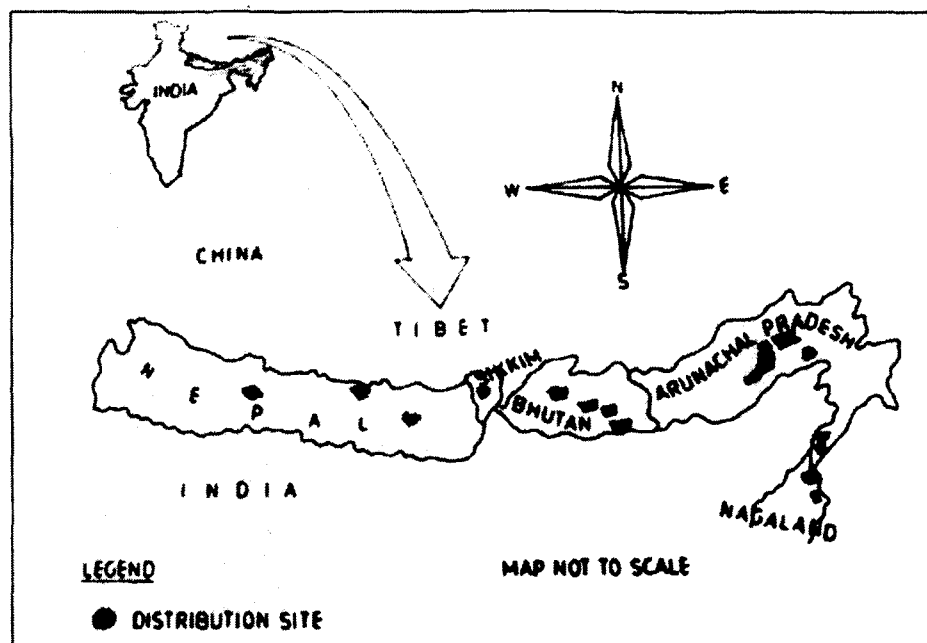 INDIA
N
W E
S
CHINA
TIBET
SIKKIM
NEPAL
BHUTAN
ARUNACHAL PRADESH
INDIA
NAGALAND
LEGEND
MAP NOT TO SCALE
DISTRIBUTION SITE